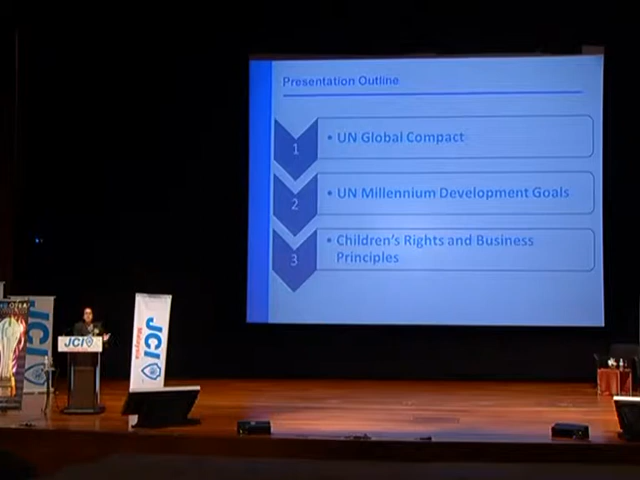 Presentation Outline
1
• UN Global Compact
2
• UN Millennium Development Goals
3
• Children's Rights and Business
Principles
JCI
JCI
Malaysia
JCI